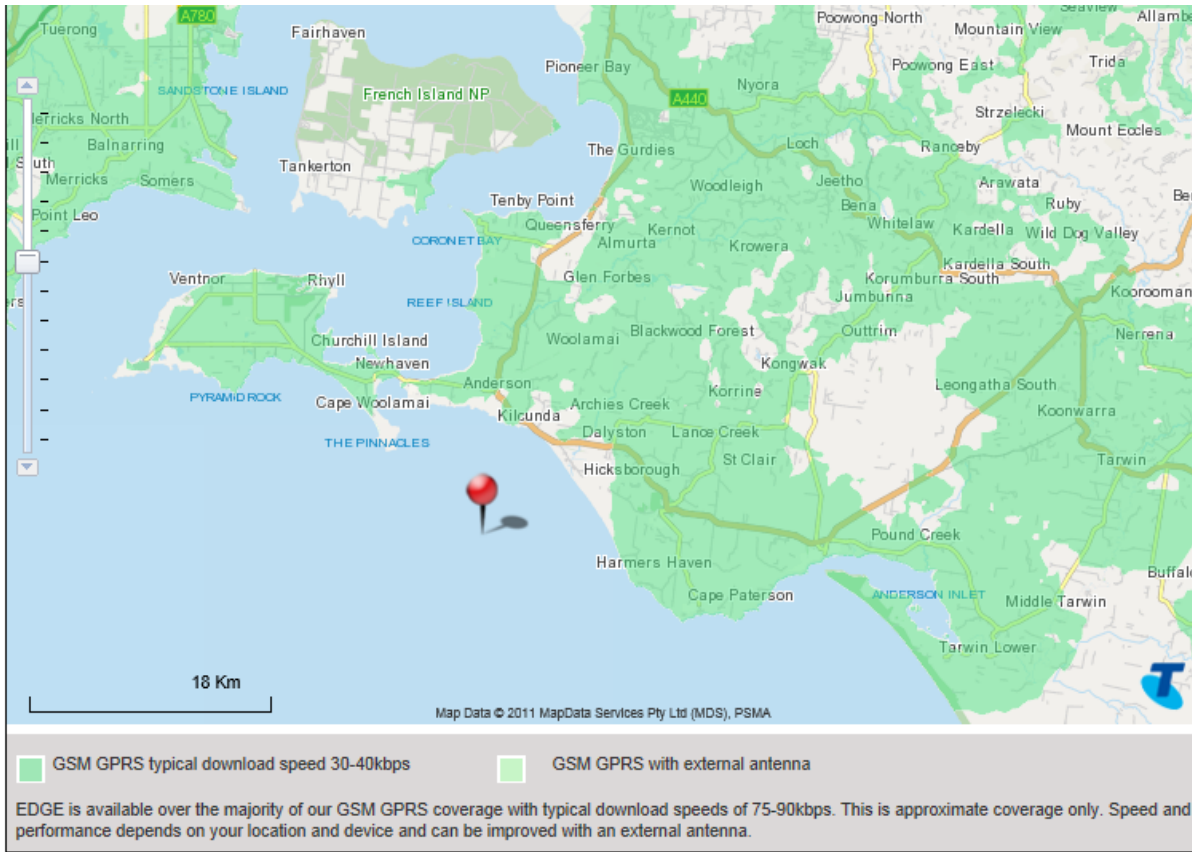 A780
Tuerong
Fairhaven
Poowong North
Seaview
Mountain View
Allambe
Pioneer Bay
Poowong East
Trida
SANDSTONE ISLAND
French Island NP
A440
Nyora
Strzelecki
Merricks North
Mount Eccles
Balnarring
Loch
Ranceby
The Gurdies
South
Tankerton
Merricks
Somers
Woodleigh
Jeetho
Arawata
Ruby
Tenby Point
Bena
Point Leo
Queensferry
Kernot
Whitelaw
Kardella
Wild Dog Valley
CORONET BAY
Almurta
Krowera
Kardella South
Ventnor
Rhyll
Glen Forbes
Korumburra South
Koorooman
REEF ISLAND
Jumbunna
Churchill Island
Woolamai
Blackwood Forest
Outtrim
Nerrena
Newhaven
Kongwak
Anderson
Korrine
Leongatha South
PYRAMID ROCK
Cape Woolamai
Kilcunda
Archies Creek
Koonwarra
THE PINNACLES
Dalyston
Lance Creek
St Clair
Tarwin
Hicksborough
Pound Creek
Harmers Haven
Buffalo
Cape Paterson
ANDERSON INLET
Middle Tarwin
Tarwin Lower
18 Km
Map Data © 2011 MapData Services Pty Ltd (MDS), PSMA
GSM GPRS typical download speed 30-40kbps
GSM GPRS with external antenna
EDGE is available over the majority of our GSM GPRS coverage with typical download speeds of 75-90kbps. This is approximate coverage only. Speed and
performance depends on your location and device and can be improved with an external antenna.